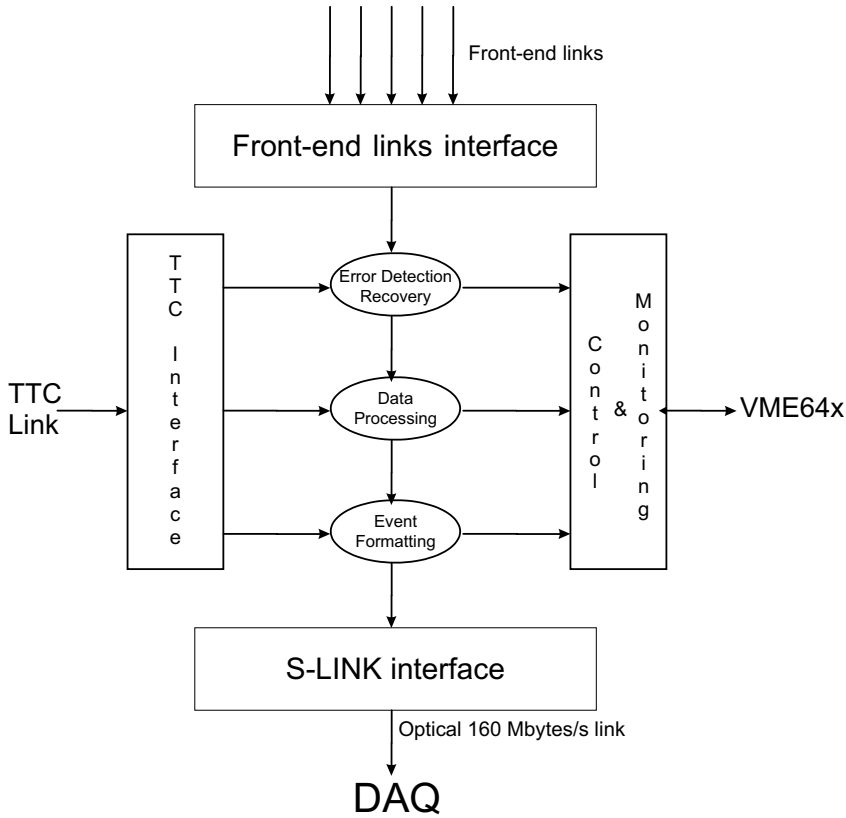 Front-end links
Front-end links interface
TTC Interface
Error Detection
Recovery
Control
&
Monitoring
TTC
Link
Data
Processing
VME64x
Event
Formatting
S-LINK interface
Optical 160 Mbytes/s link
DAQ